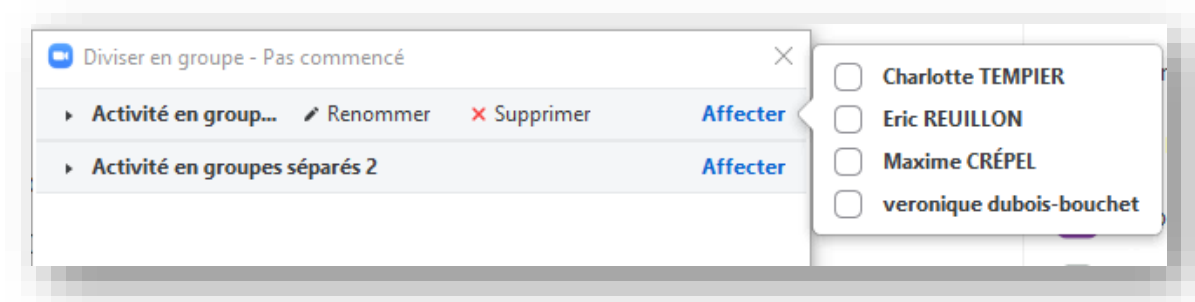 Diviser en groupe - Pas commencé
Activité en group... Renommer Supprimer Affecter
Activité en groupes séparés 2 Affecter
Charlotte TEMPIER
Eric REUILLON
Maxime CRÉPEL
veronique dubois-bouchet